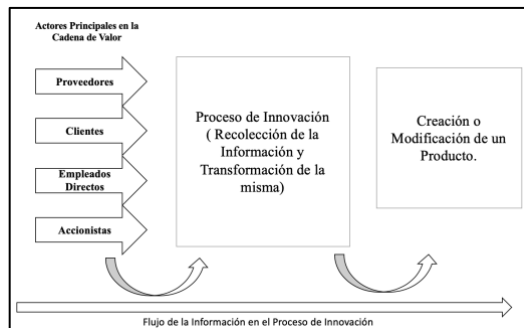 Actores Principales en la
Cadena de Valor
Proveedores
Clientes
Empleados
Directos
Accionistas
Proceso de Innovación
( Recolección de la
Información y
Transformación de la
misma)
Creación o
Modificación de un
Producto.
Flujo de la Información en el Proceso de Innovación